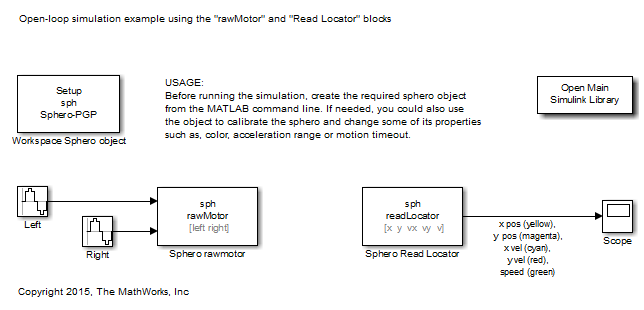 Open-loop simulation example using the "rawMotor" and "Read Locator" blocks
Setup
sph
Sphero-PGP
Workspace Sphero object
USAGE:
Before running the simulation, create the required sphero object
from the MATLAB command line. If needed, you could also use
the object to calibrate the sphero and change some of its properties
such as, color, acceleration range or motion timeout.
Open Main
Simulink Library
Left
Right
sph
rawMotor
[left right]
Sphero rawmotor
sph
readLocator
[x y vx vy v]
Sphero Read Locator
x pos (yellow),
y pos (magenta),
x vel (cyan),
y vel (red),
speed (green)
Scope
Copyright 2015, The MathWorks, Inc